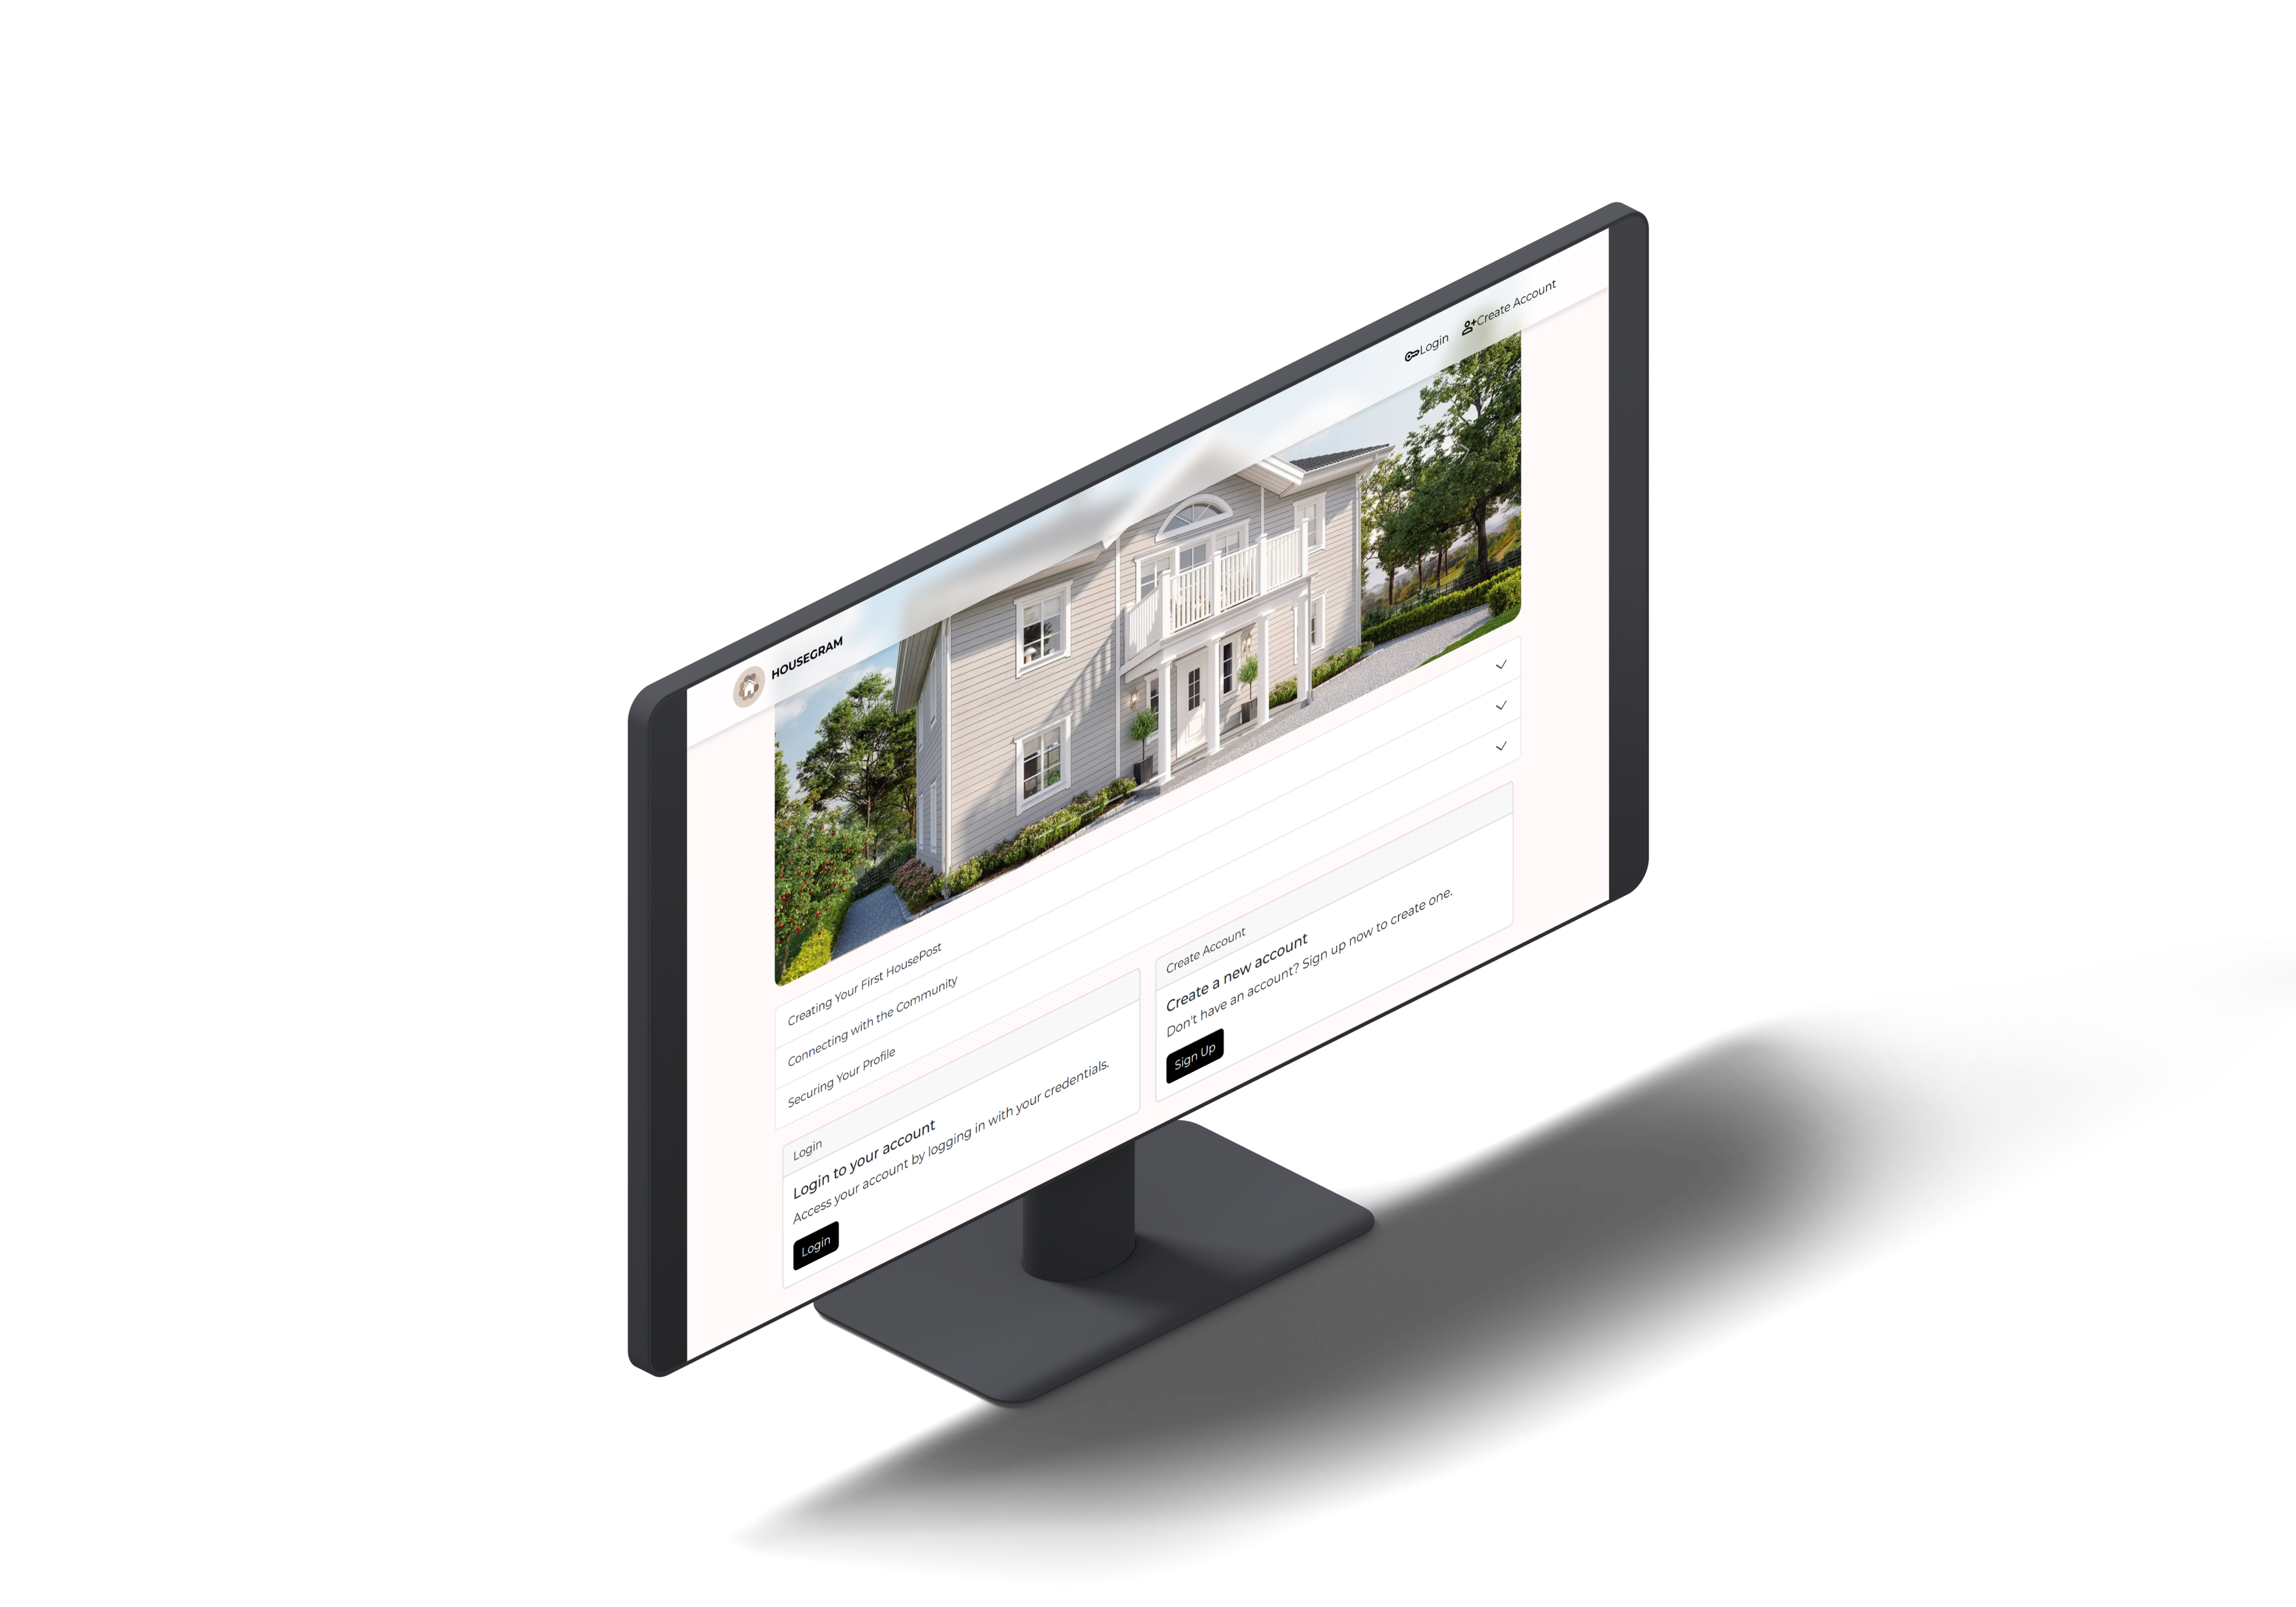 HOUSEGRAM
Login
Create Account
Creating Your First HousePost
Connecting with the Community
Securing Your Profile
Login
Login to your account
Access your account by logging in with your credentials.
Login
Create Account
Create a new account
Don't have an account? Sign up now to create one.
Sign Up